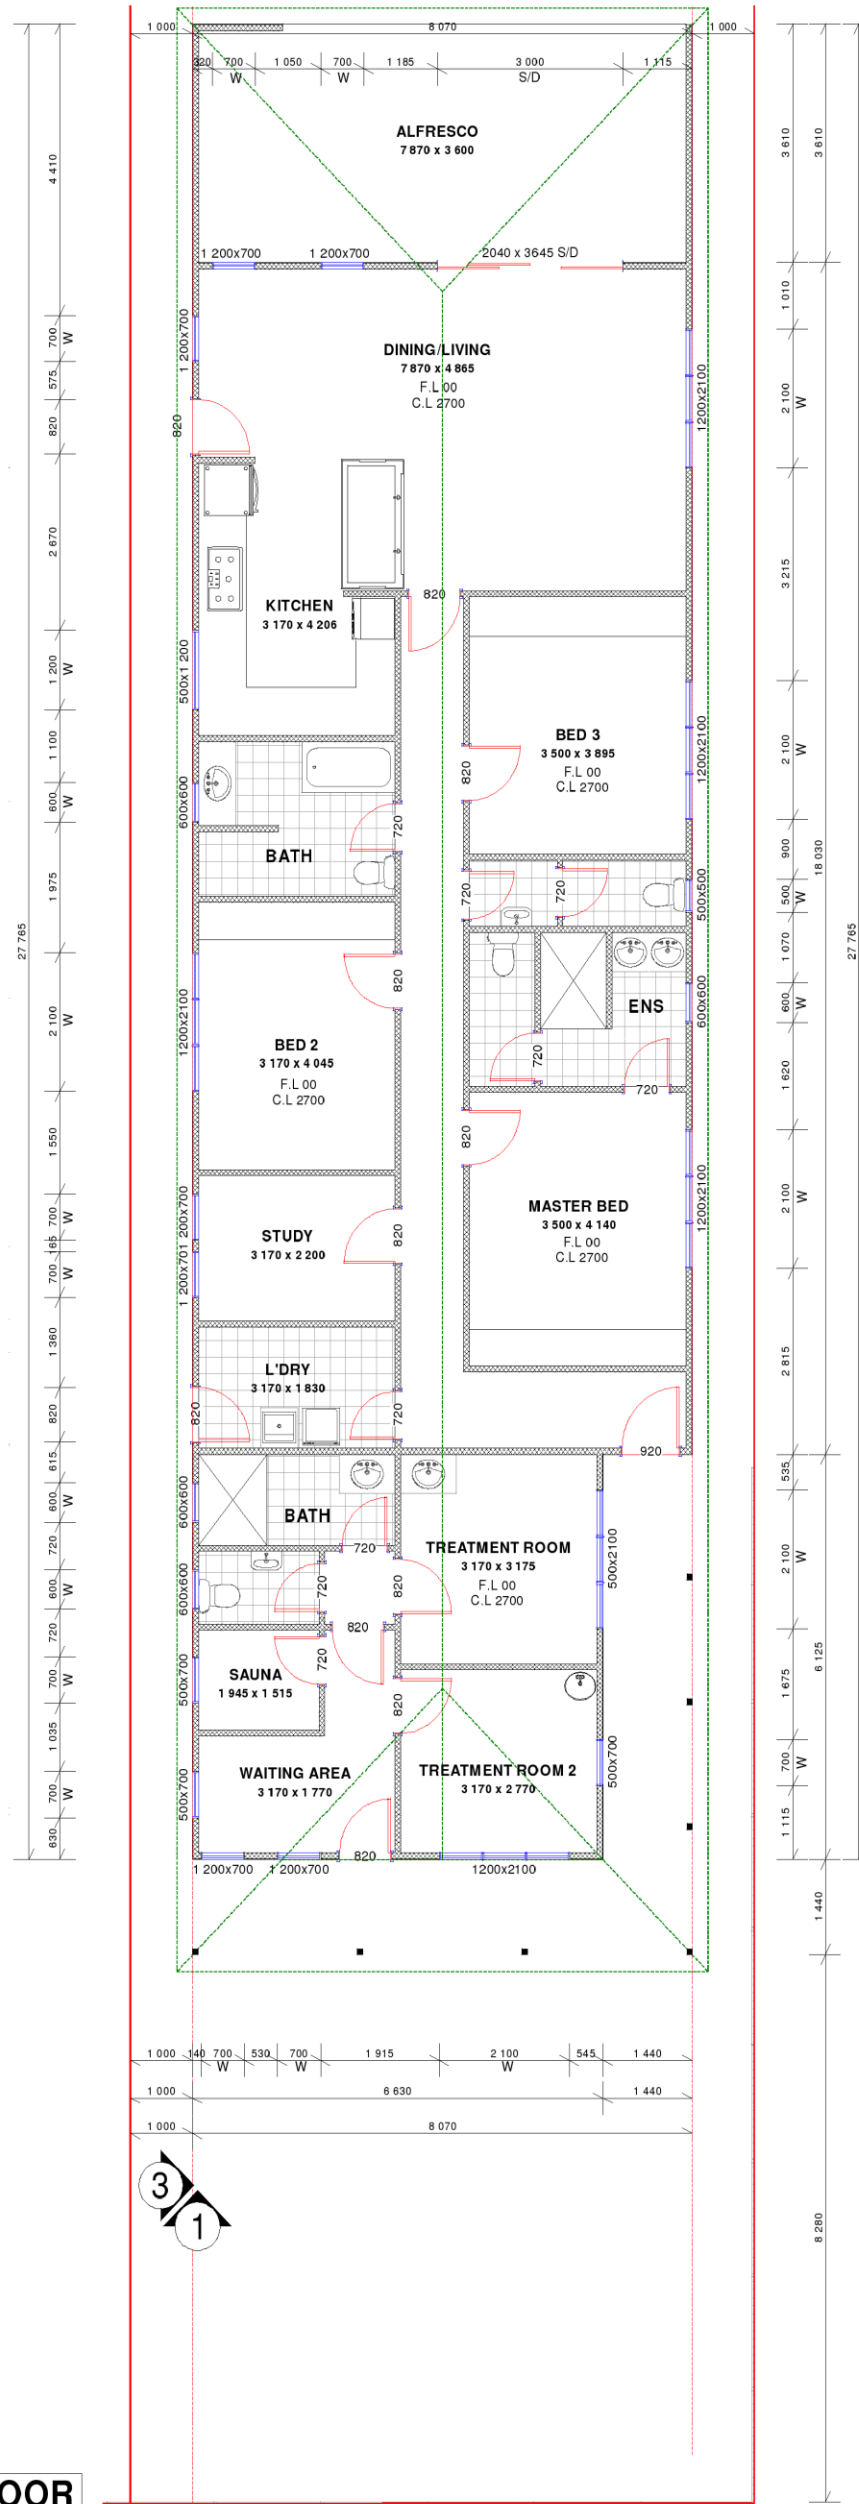 1 000
8 070
1 000
320
700
1 050
700
1 185
3 000
1 115
W
W
S/D
ALFRESCO
7 870 x 3 600
4 410
3 610
3 610
1 200x700
1 200x700
2040 x 3645 S/D
1 010
700
W
1 200x700
DINING/LIVING
7 870 x 4 865
F.L 00
C.L 2700
575
820
820
1200x2100
2 100
W
2 670
3 215
820
KITCHEN
3 170 x 4 206
1 200
W
500x1 200
BED 3
3 500 x 3 895
F.L 00
C.L 2700
820
1200x2100
2 100
W
1 100
600
W
600x600
720
BATH
1 975
900
18 030
720
720
500x500
500
W
27 765
27 765
1 070
820
ENS
600x600
600
W
2 100
W
1200x2100
BED 2
3 170 x 4 045
F.L 00
C.L 2700
720
720
1 620
820
1 550
1200x2100
2 100
W
MASTER BED
3 500 x 4 140
F.L 00
C.L 2700
700
W
165
700
W
1 200x700
1 200x701
STUDY
3 170 x 2 200
820
1 360
L'DRY
3 170 x 1 830
2 815
820
820
720
920
615
535
600
W
600x600
BATH
720
TREATMENT ROOM
3 170 x 3 175
F.L 00
C.L 2700
500x2100
2 100
W
720
600
W
600x600
720
820
820
720
6 125
SAUNA
1 945 x 1 515
720
700
W
500x700
820
1 675
1 035
WAITING AREA
3 170 x 1 770
TREATMENT ROOM 2
3 170 x 2 770
500x700
700
W
700
W
500x700
1 115
630
820
1 200x700
1 200x700
1200x2100
1 440
1 000
140
700
530
700
1 915
2 100
545
1 440
W
W
W
1 000
6 630
1 440
1 000
8 070
3
1
8 280
OOR